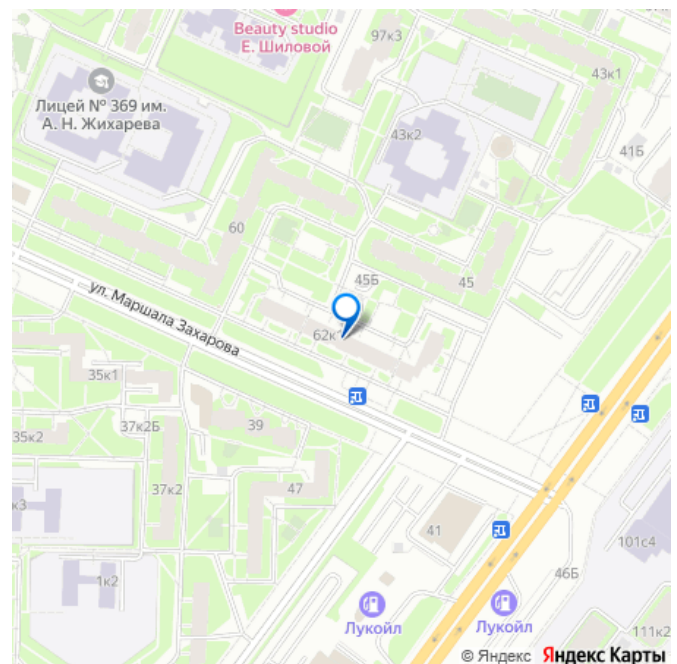 Beauty studio
Е. Шиловой
97к3
43к1
Лицей № 369 им.
А. Н. Жихарева
43к2
41Б
60
45Б
45
ул. Маршала Захарова
62к
35к1
37к2Б
39
35к2
37к2
47
к3
41
101с4
1к2
46Б
Лукойл
Лукойл
111к2
© Яндекс Яндекс Карты